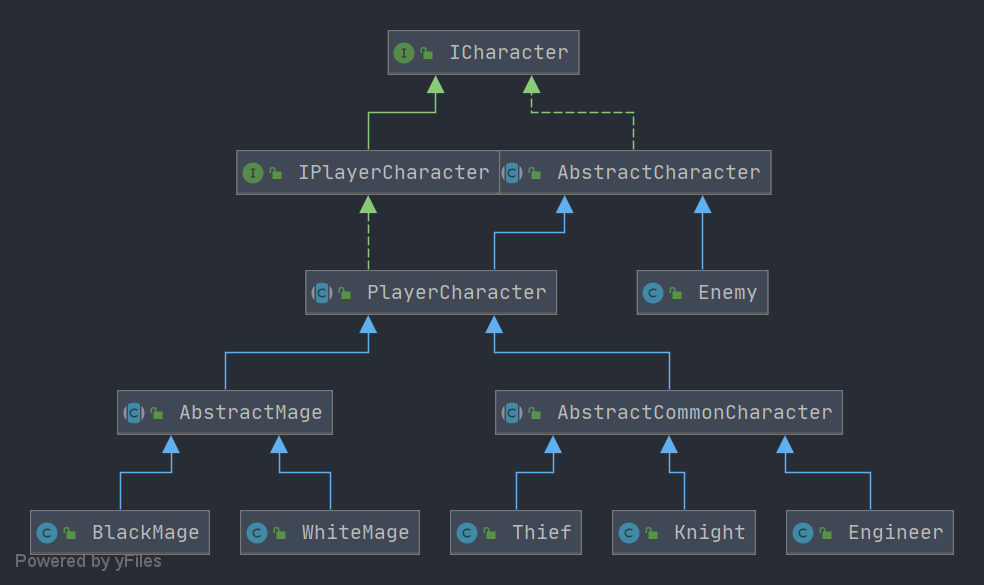 ICharacter
IPlayerCharacter
AbstractCharacter
PlayerCharacter
Enemy
AbstractMage
AbstractCommonCharacter
BlackMage
WhiteMage
Thief
Knight
Engineer
Powered by yFiles